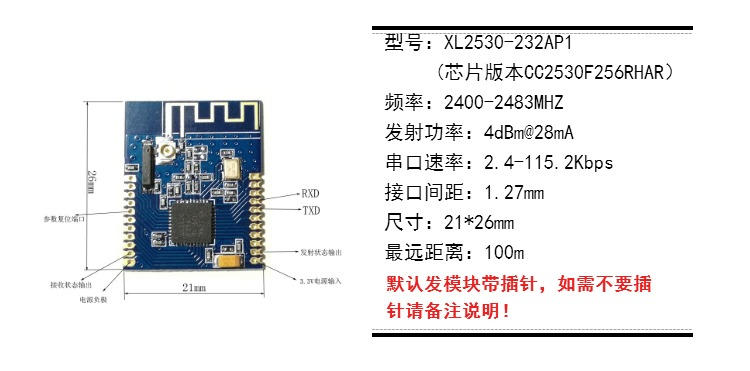 型号：XL2530-232AP1
(芯片版本CC2530F256RHAR）
频率：2400-2483MHZ
发射功率：4dBm@28mA
串口速率：2.4-115.2Kbps
接口间距：1.27mm
尺寸：21*26mm
最远距离：100m
默认发模块带插针，如需不要插
针请备注说明！
26mm
RXD
TXD
参数复位端口
发射状态输出
接收状态输出
3.3V电源输入
21mm
电源负极